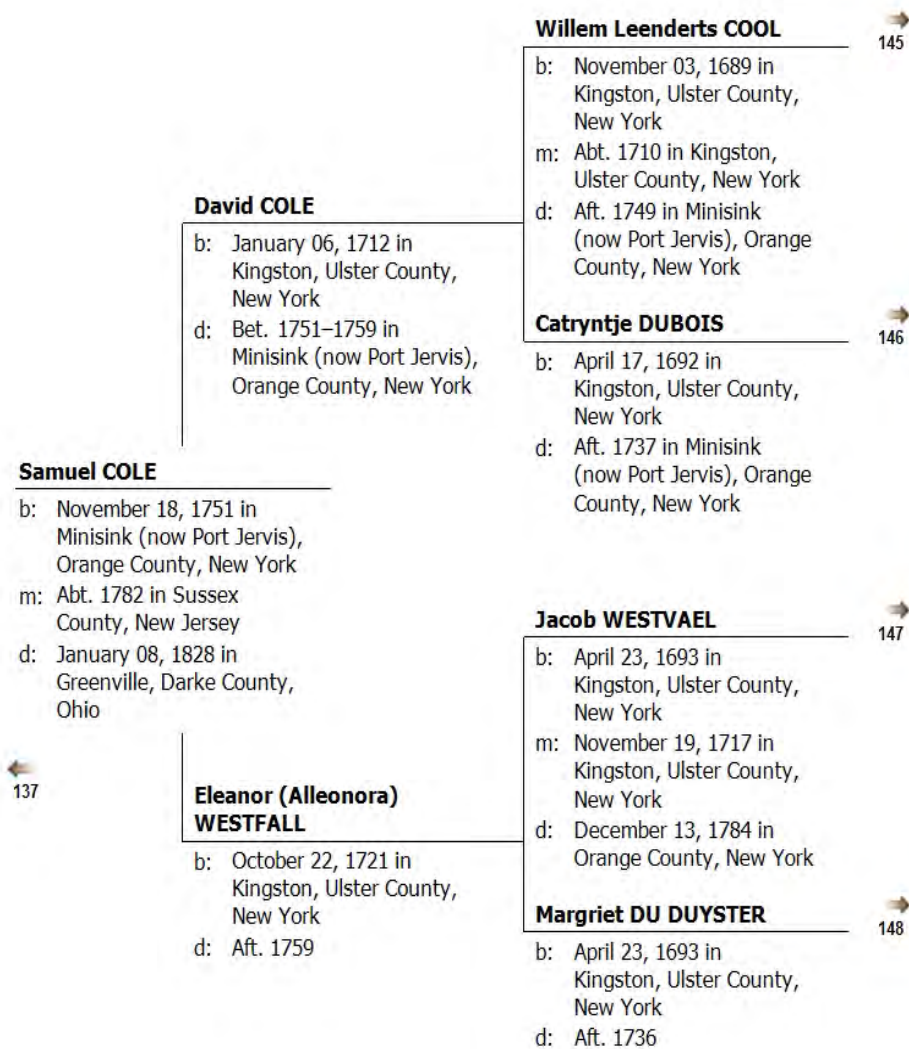 Willem Leenderts COOL
145
b: November 03, 1689 in
Kingston, Ulster County,
New York
m: Abt. 1710 in Kingston,
Ulster County, New York
d: Aft. 1749 in Minisink
(now Port Jervis), Orange
County, New York
David COLE
b: January 06, 1712 in
Kingston, Ulster County,
New York
d: Bet. 1751–1759 in
Minisink (now Port Jervis),
Orange County, New York
Catryntje DUBOIS
146
b: April 17, 1692 in
Kingston, Ulster County,
New York
d: Aft. 1737 in Minisink
(now Port Jervis), Orange
County, New York
Samuel COLE
b: November 18, 1751 in
Minisink (now Port Jervis),
Orange County, New York
m: Abt. 1782 in Sussex
County, New Jersey
d: January 08, 1828 in
Greenville, Darke County,
Ohio
137
Jacob WESTVAEL
147
b: April 23, 1693 in
Kingston, Ulster County,
New York
m: November 19, 1717 in
Kingston, Ulster County,
New York
d: December 13, 1784 in
Orange County, New York
Eleanor (Alleonora)
WESTFALL
b: October 22, 1721 in
Kingston, Ulster County,
New York
d: Aft. 1759
Margriet DU DUYSTER
148
b: April 23, 1693 in
Kingston, Ulster County,
New York
d: Aft. 1736